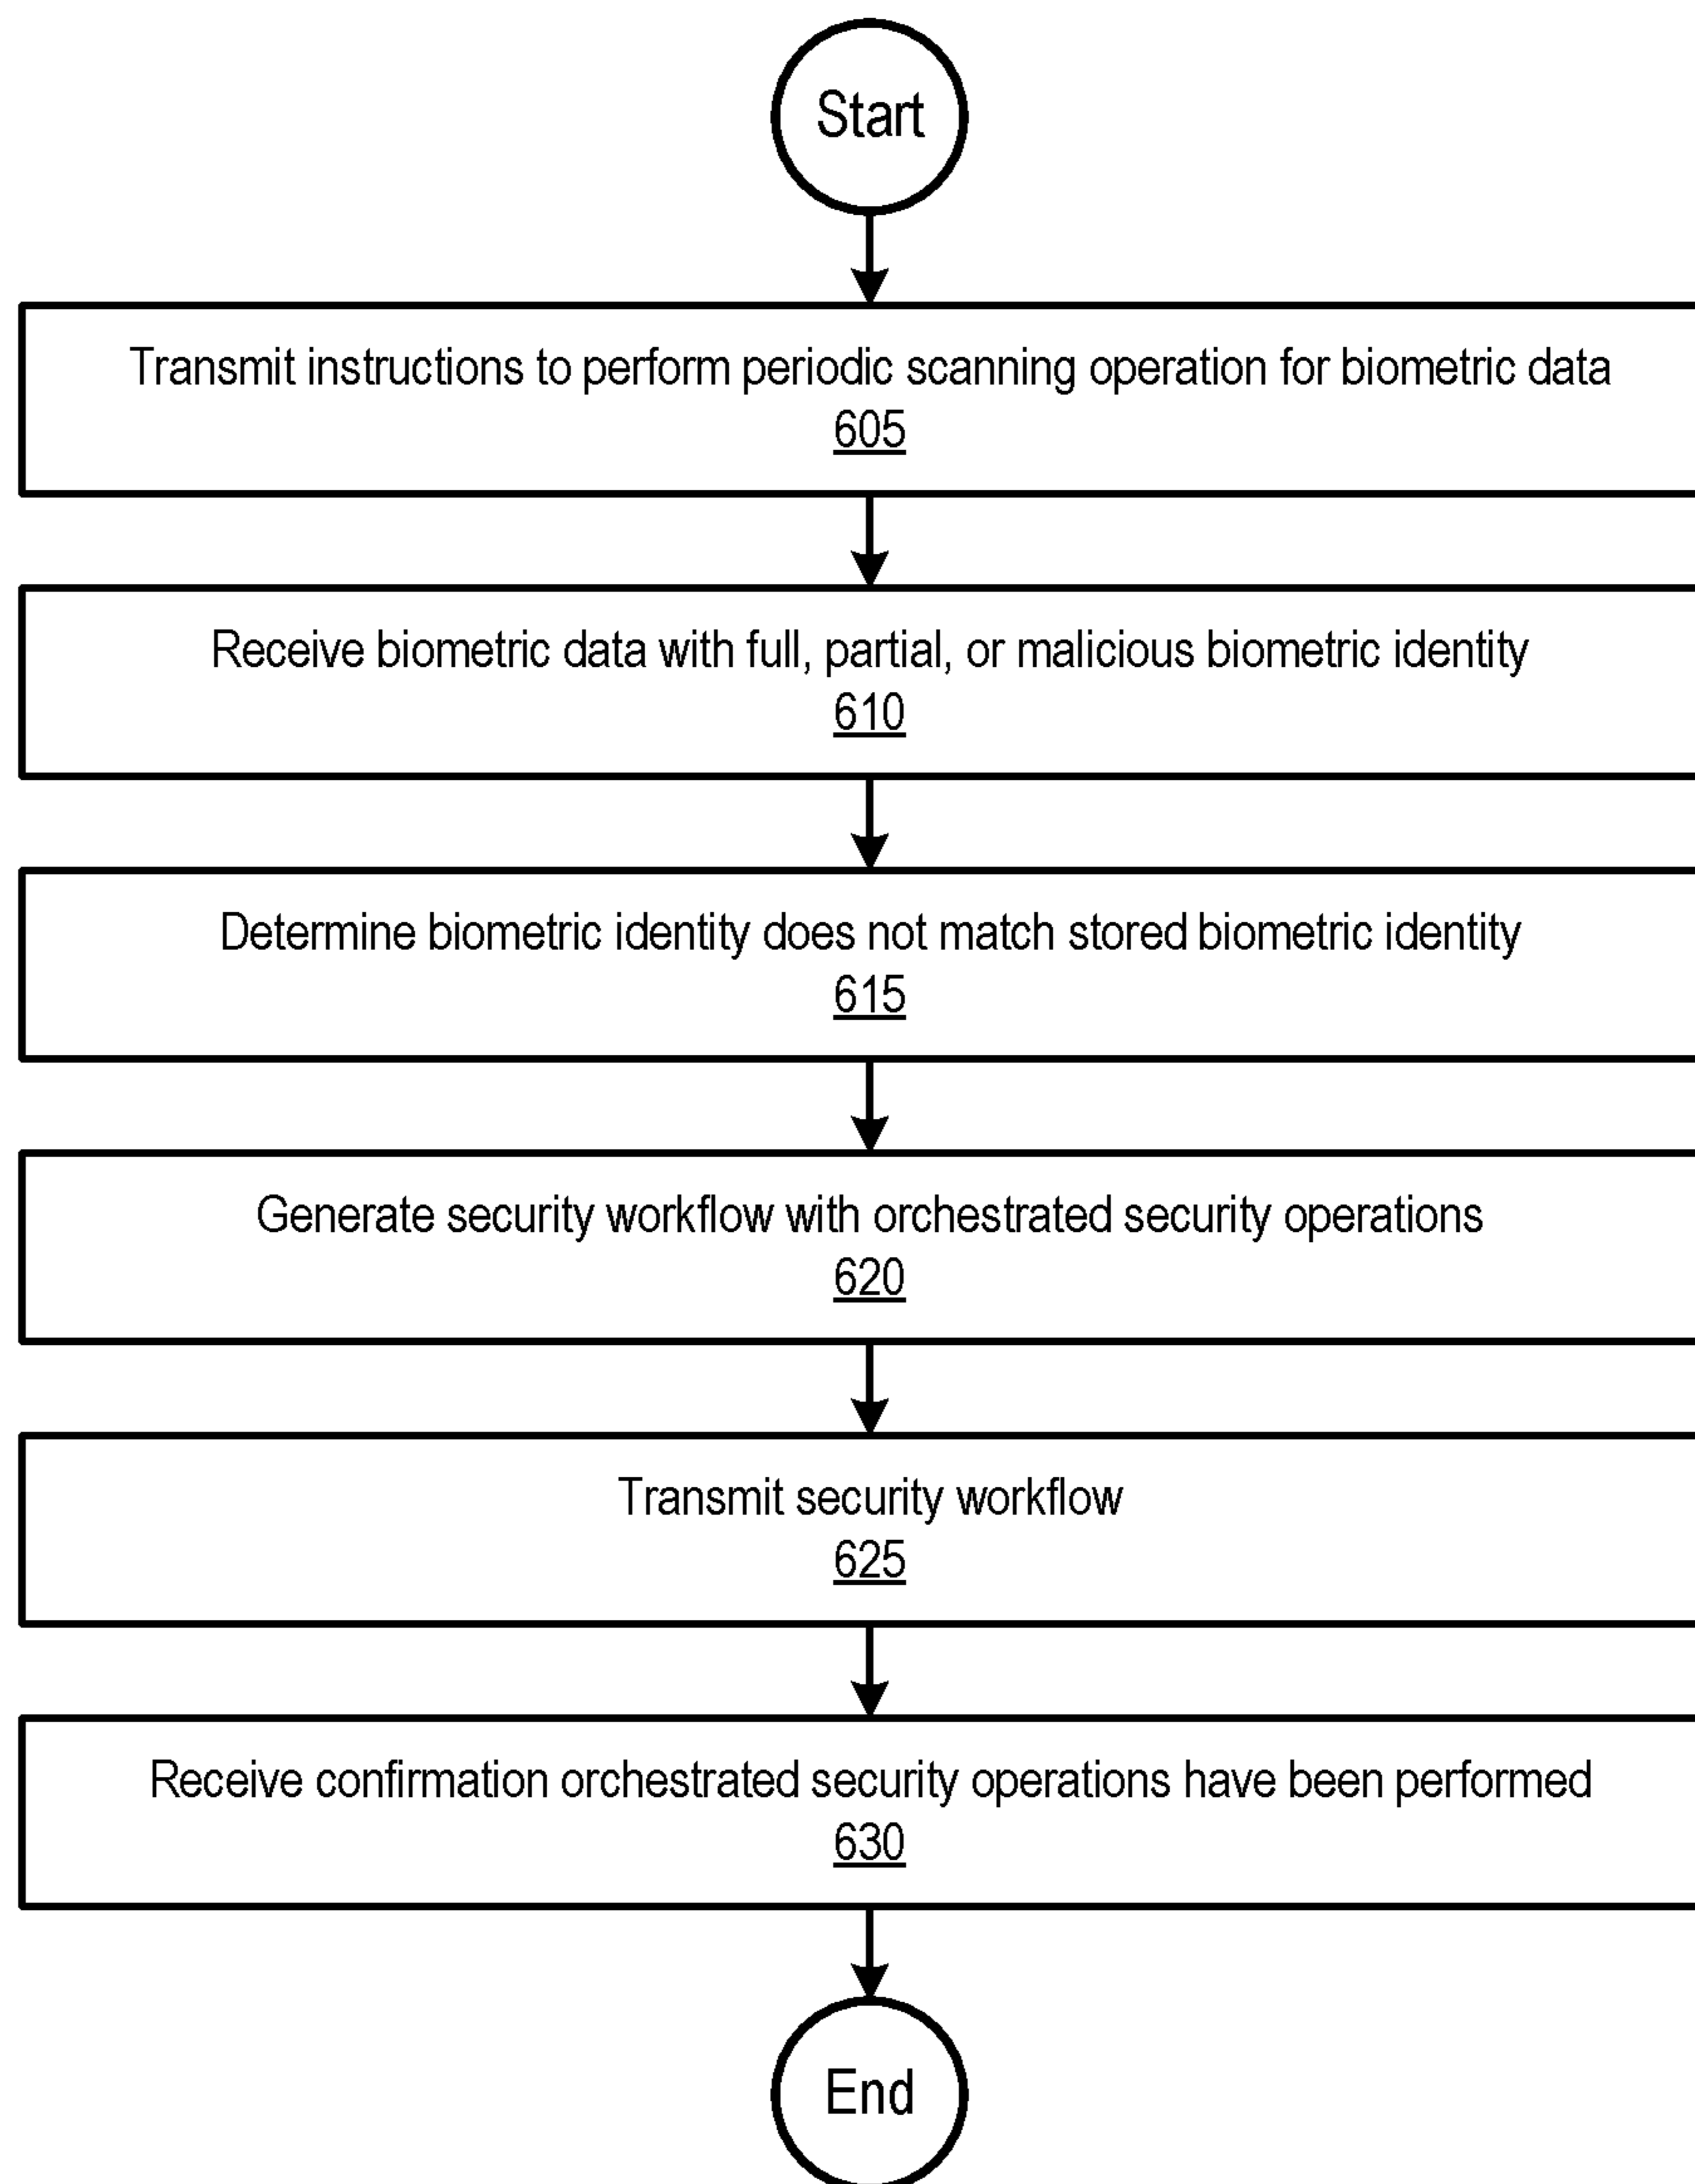 Start
Transmit instructions to perform periodic scanning operation for biometric data
605
Receive biometric data with full, partial, or malicious biometric identity
610
Determine biometric identity does not match stored biometric identity
615
Generate security workflow with orchestrated security operations
620
Transmit security workflow
625
Receive confirmation orchestrated security operations have been performed
630
End